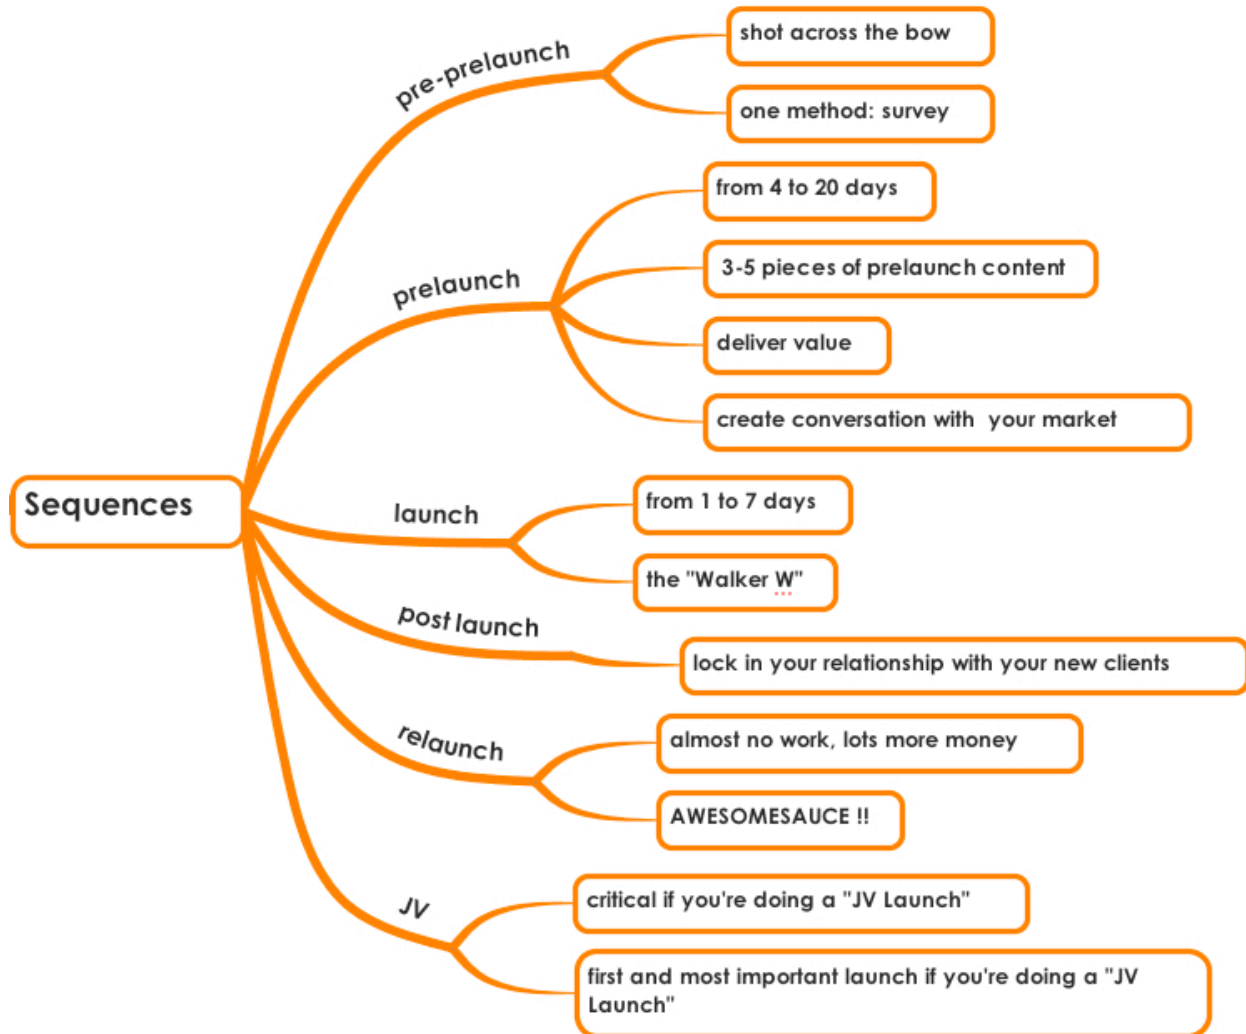 pre-prelaunch
shot across the bow
one method: survey
prelaunch
from 4 to 20 days
3-5 pieces of prelaunch content
deliver value
create conversation with  your market
Sequences
launch
from 1 to 7 days
the "Walker W"
post launch
lock in your relationship with your new clients
relaunch
almost no work, lots more money
AWESOMESAUCE !!
JV
critical if you're doing a "JV Launch"
first and most important launch if you're doing a "JV
Launch"